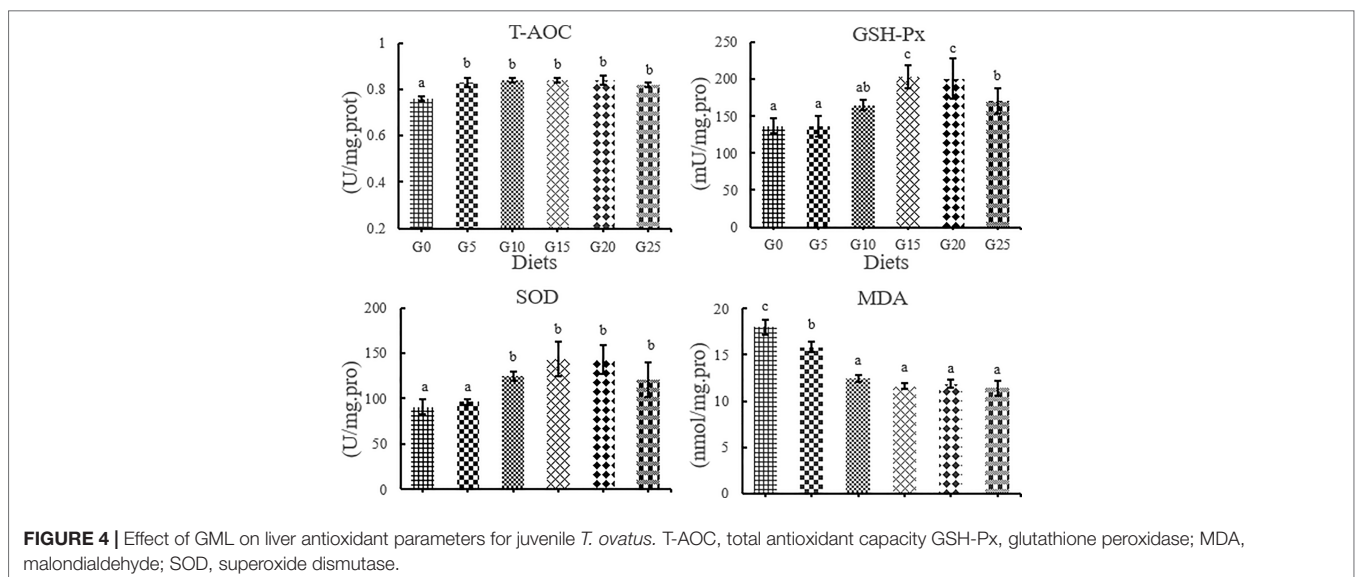 T-AOC
1
0.8
0.6
0.4
0.2
(U/mg.prot)
a b b b b b
G0 G5 G10 G15 G20 G25
Diets
GSH-Px
250
200
150
100
50
0
(mU/mg.pro)
a a ab c c b
G0 G5 G10 G15 G20 G25
Diets
SOD
200
150
100
50
0
(U/mg.pro)
a a b b b b
MDA
20
15
10
5
0
(nmol/mg.pro)
c b a a a a
FIGURE 4 | Effect of GML on liver antioxidant parameters for juvenile T. ovatus. T-AOC, total antioxidant capacity GSH-Px, glutathione peroxidase; MDA,
malondialdehyde; SOD, superoxide dismutase.